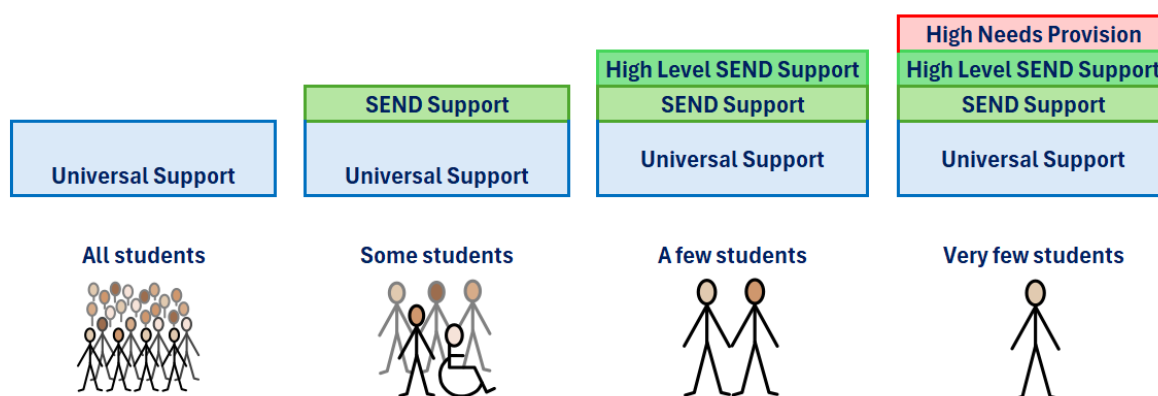 Universal Support
All students
SEND Support
Universal Support
Some students
High Level SEND Support
SEND Support
Universal Support
A few students
High Needs Provision
High Level SEND Support
SEND Support
Universal Support
Very few students